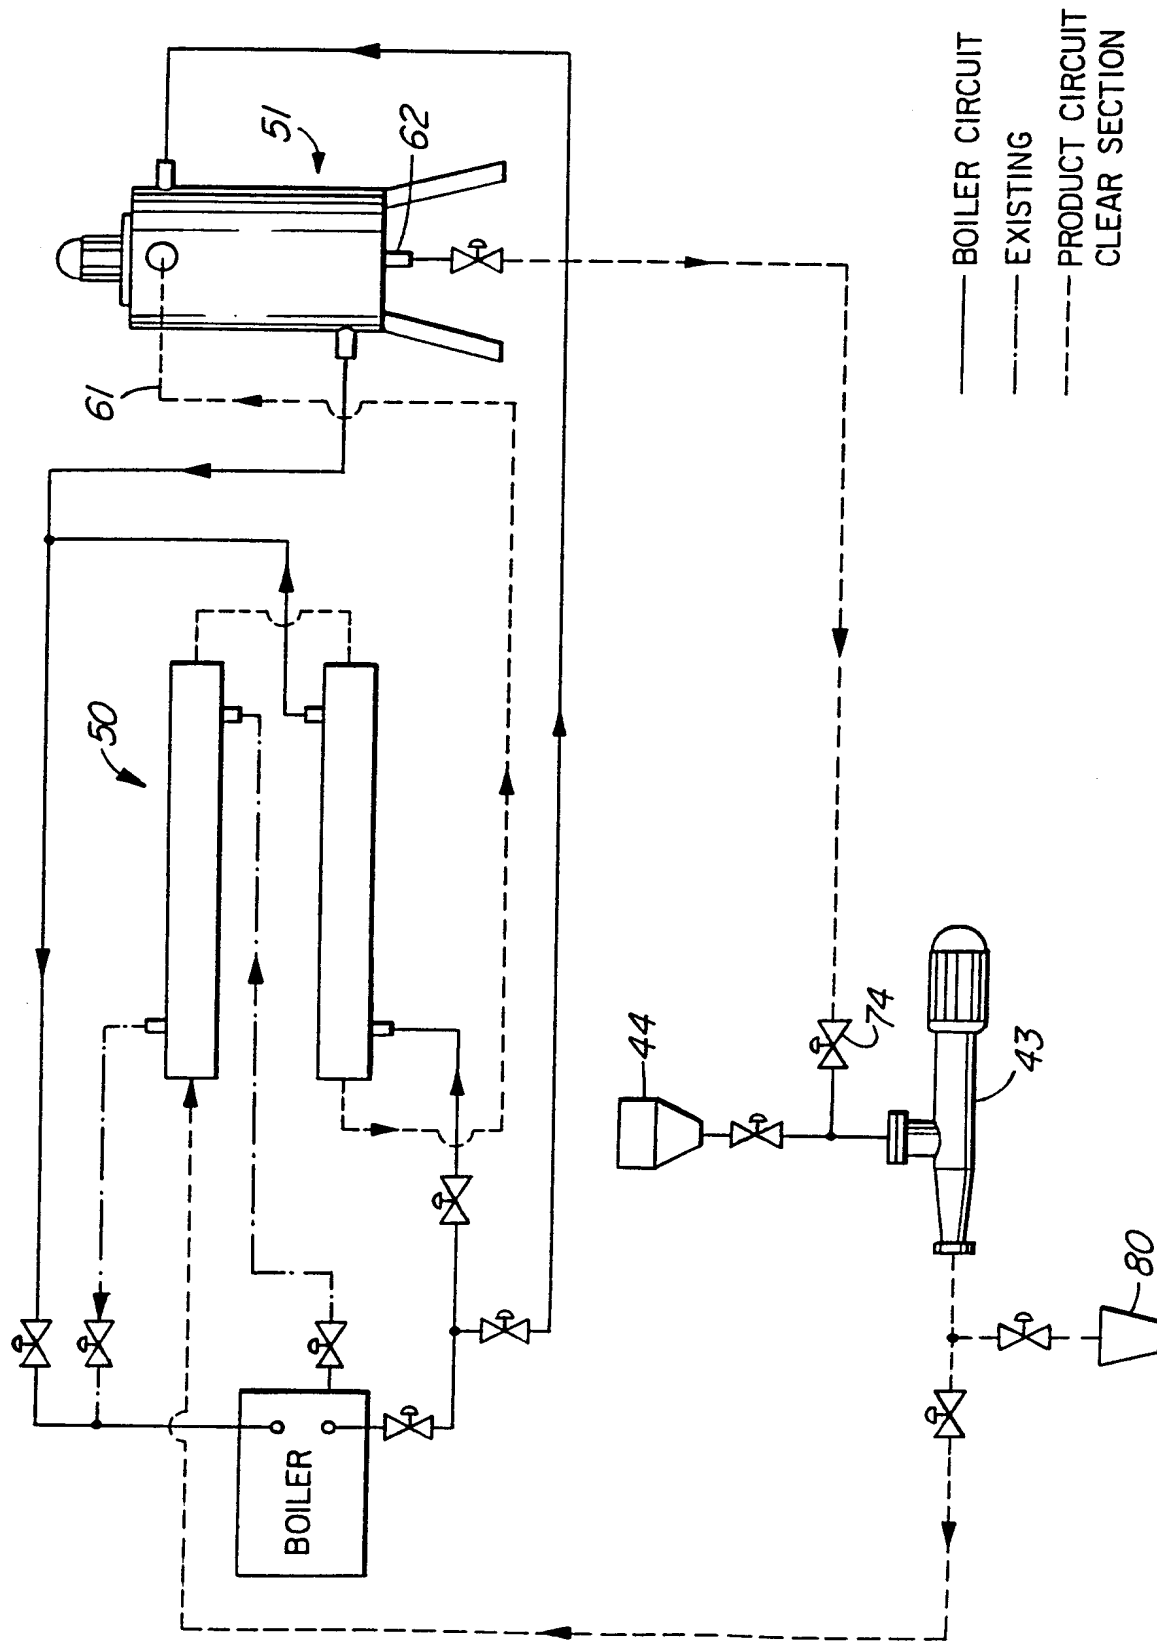 51
62
61
50
44
74
43
80
BOILER
BOILER CIRCUIT
EXISTING
PRODUCT CIRCUIT
CLEAR SECTION